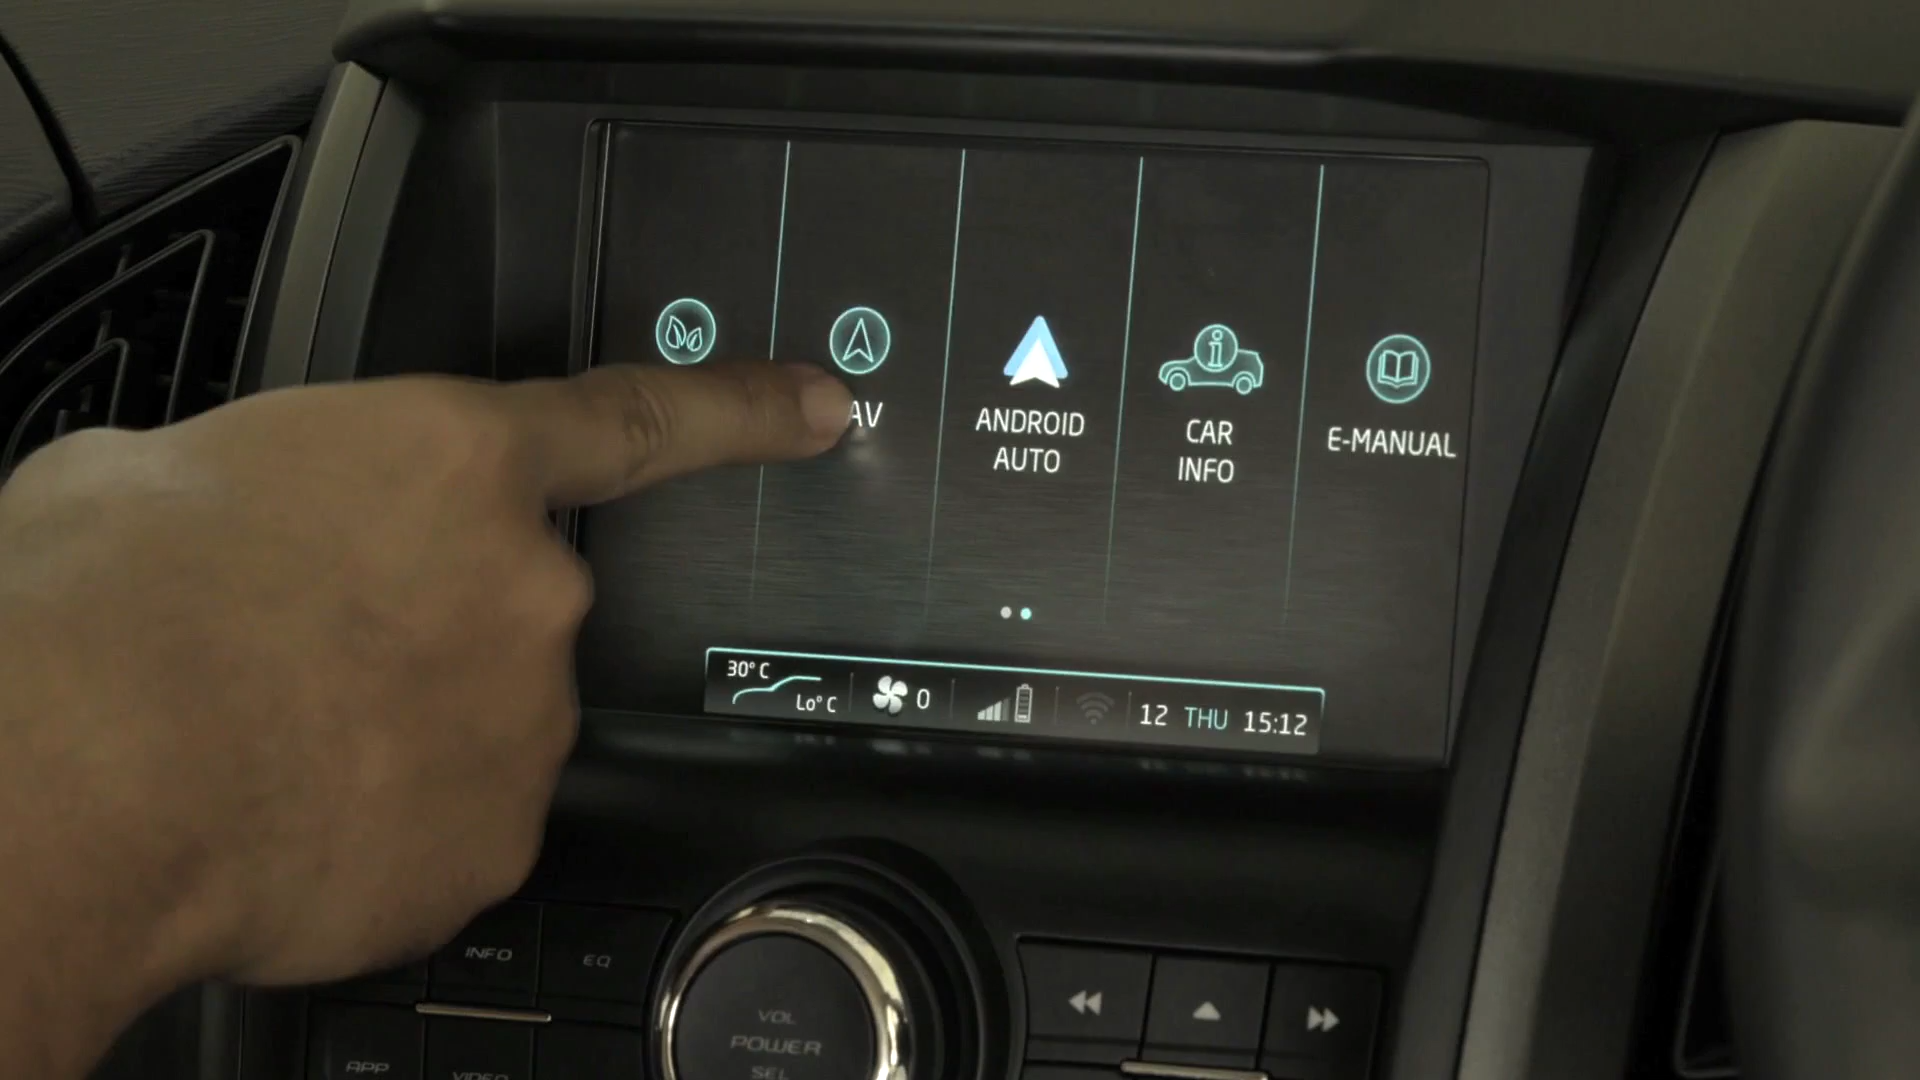 AV
ANDROID
AUTO
CAR
INFO
E-MANUAL
30° C
Lo° C
0
12 THU 15:12
INFO
EQ
VOL
POWER
SEL
APP
VIDEO